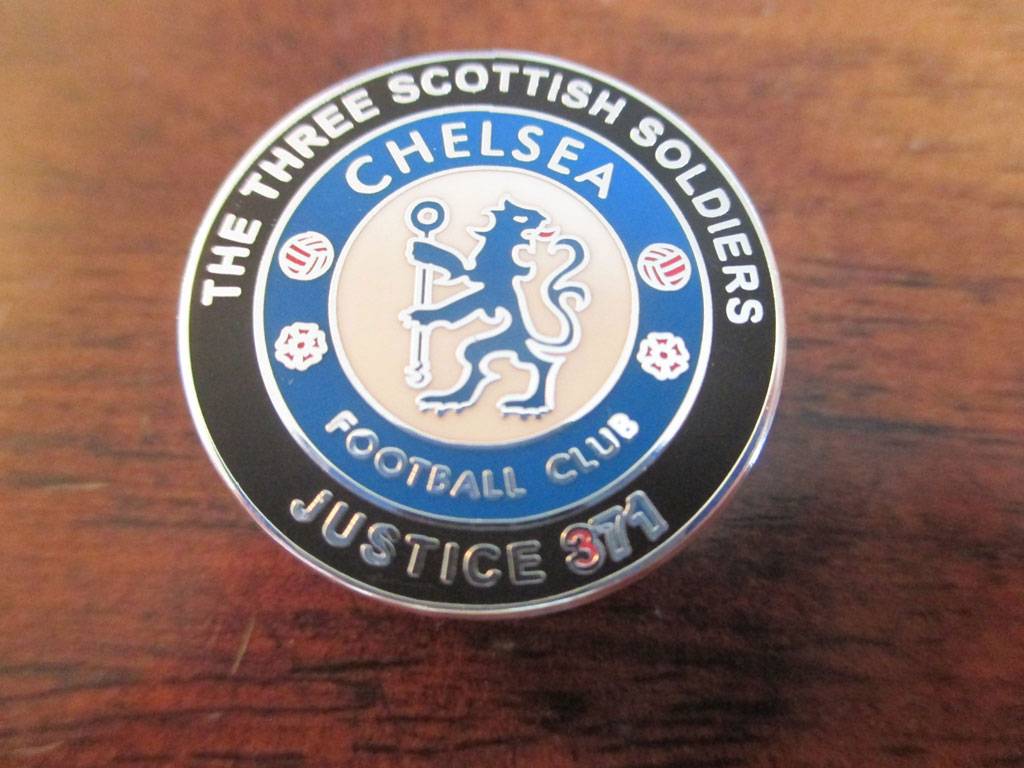 THE THREE SCOTTISH SOLDIERS
CHELSEA
FOOTBALL CLUB
JUSTICE 371